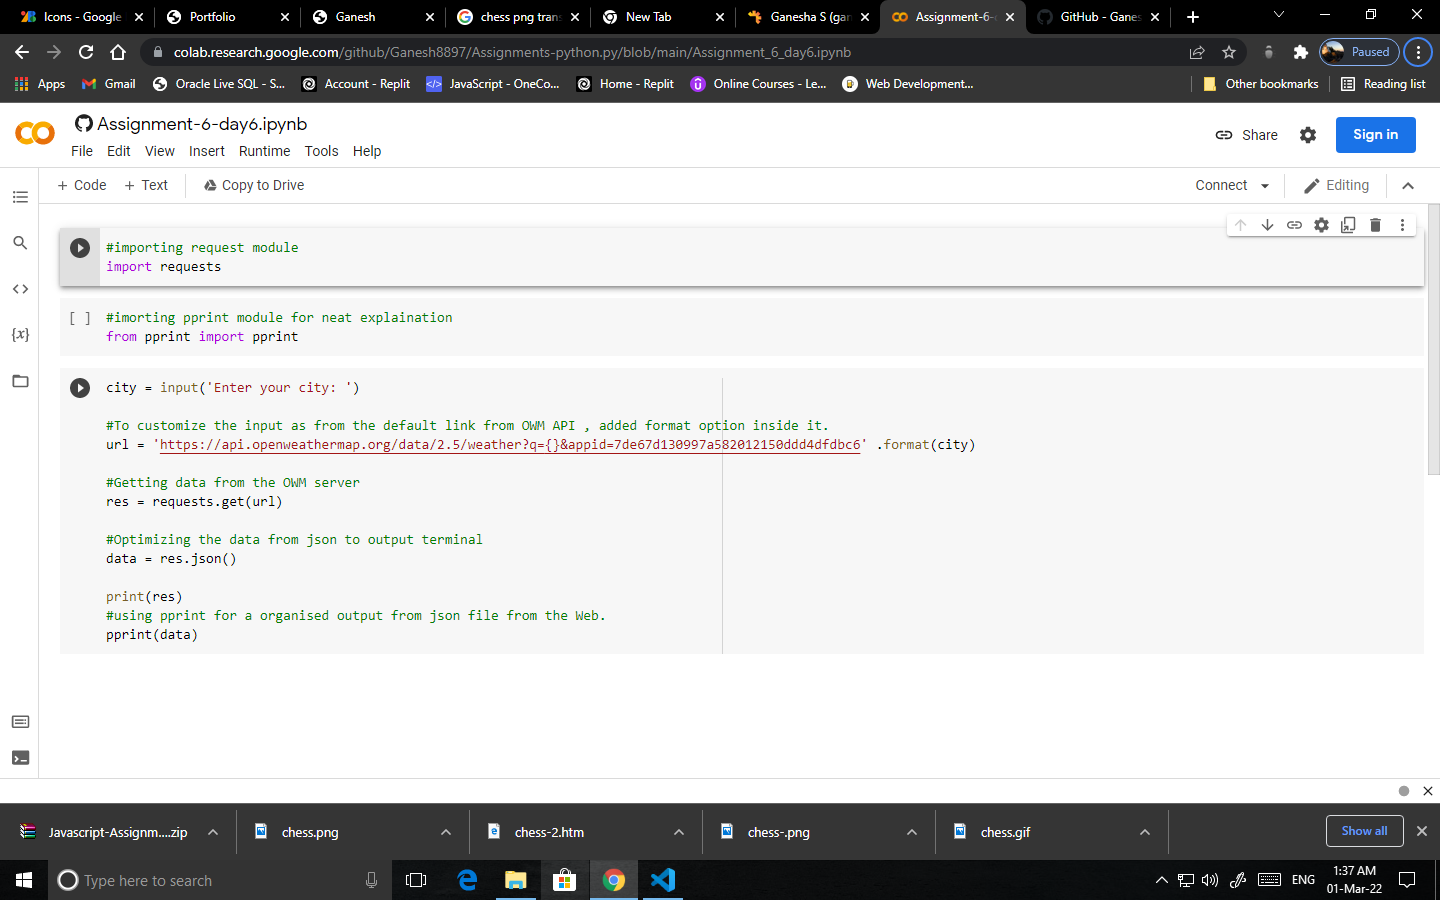 Icons - Google
Portfolio
Ganesh
chess png trans
New Tab
Ganesha S (gan
Assignment-6-
GitHub - Ganes
colab.research.google.com/github/Ganesh8897/Assignments-python.py/blob/main/Assignment_6_day6.ipynb
Paused
Apps
Gmail
Oracle Live SQL - S...
Account - Replit
JavaScript - OneCo...
Home - Replit
Online Courses - Le...
Web Development...
Other bookmarks
Reading list
Assignment-6-day6.ipynb
File Edit View Insert Runtime Tools Help
Share
Sign in
+ Code + Text Copy to Drive
Connect
Editing
#importing request module
import requests
[ ] #imorting pprint module for neat explaination
from pprint import pprint
city = input('Enter your city: ')
#To customize the input as from the default link from OWM API , added format option inside it.
url = 'https://api.openweathermap.org/data/2.5/weather?q={}&appid=7de67d130997a582012150ddd4dfdbc6' .format(city)
#Getting data from the OWM server
res = requests.get(url)
#Optimizing the data from json to output terminal
data = res.json()
print(res)
#using pprint for a organised output from json file from the Web.
pprint(data)
Javascript-Assignm....zip
chess.png
chess-2.htm
chess-.png
chess.gif
Show all
Type here to search
ENG
1:37 AM
01-Mar-22